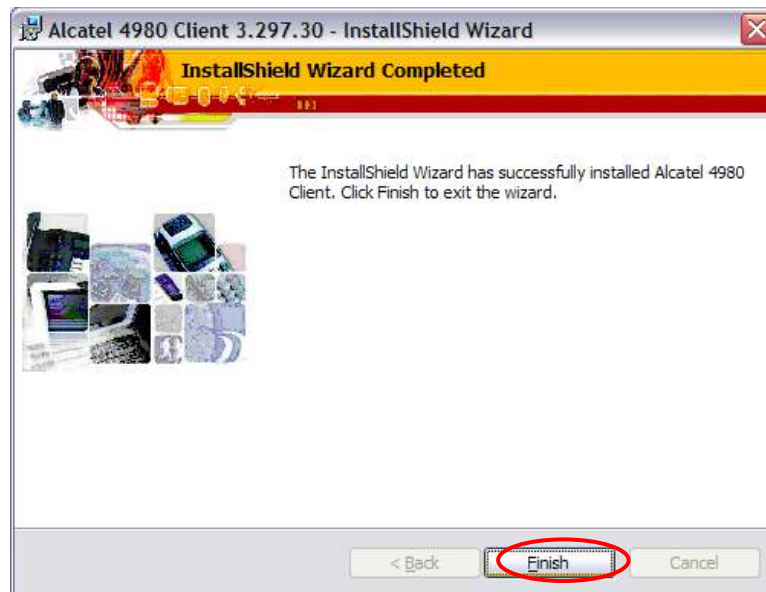 Alcatel 4980 Client 3.297.30 - InstallShield Wizard
InstallShield Wizard Completed
The InstallShield Wizard has successfully installed Alcatel 4980
Client. Click Finish to exit the wizard.
< Back
Finish
Cancel